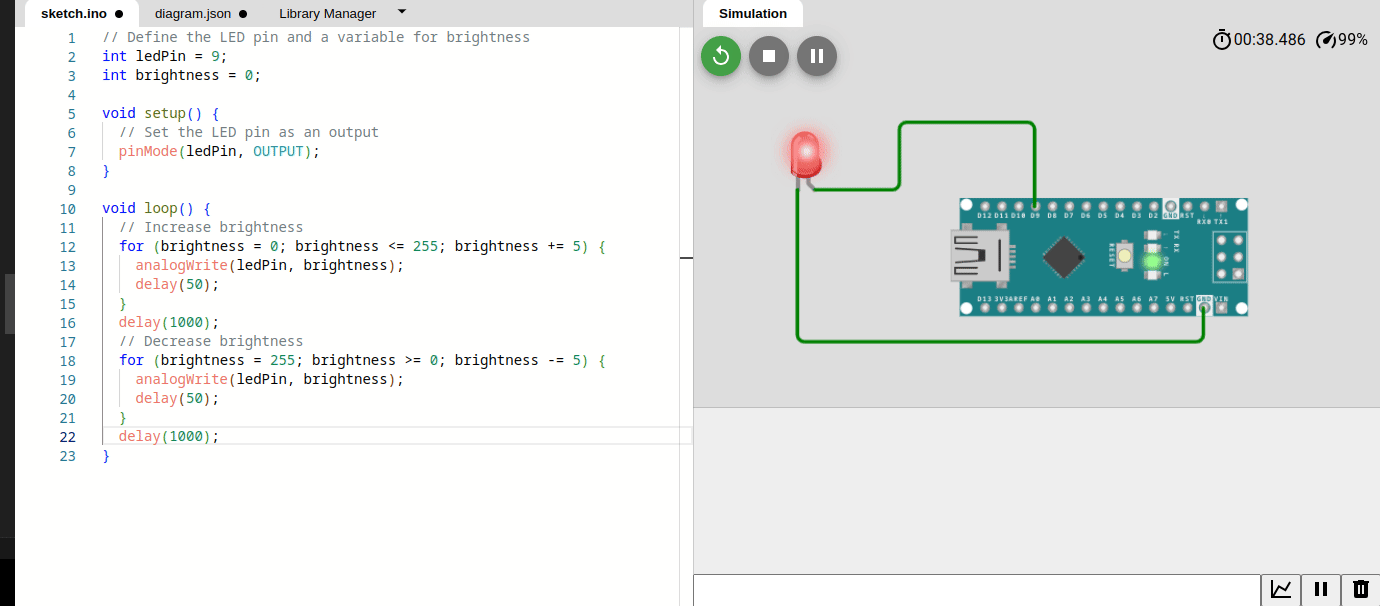 sketch.ino ● diagram.json ● Library Manager
1 // Define the LED pin and a variable for brightness
2 int ledPin = 9;
3 int brightness = 0;
4
5 void setup() {
6 // Set the LED pin as an output
7 pinMode(ledPin, OUTPUT);
8 }
9
10 void loop() {
11 // Increase brightness
12 for (brightness = 0; brightness <= 255; brightness += 5) {
13 analogWrite(ledPin, brightness);
14 delay(50);
15 }
16 delay(1000);
17 // Decrease brightness
18 for (brightness = 255; brightness >= 0; brightness -= 5) {
19 analogWrite(ledPin, brightness);
20 delay(50);
21 }
22 delay(1000);
23 }
Simulation
00:38.486 99%
D12 D11 D10 D9 D8 D7 D6 D5 D4 D3 D2 GND RST
RX0 TX1
RESET
TX RX
ON L
D13 3V3 AREF A0 A1 A2 A3 A4 A5 A6 A7 5V RST GND VIN